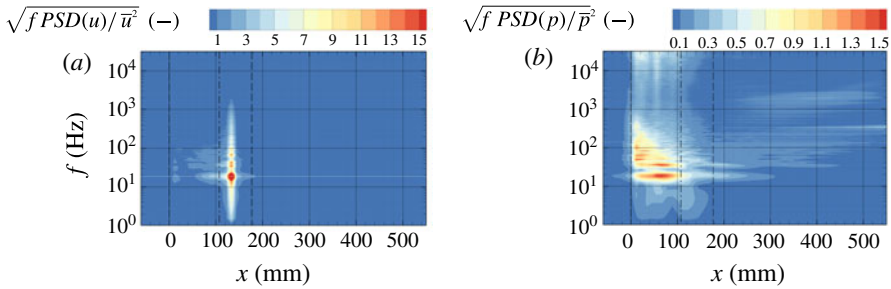 √f PSD(u)/u̅² (–)
1 3 5 7 9 11 13 15
(a)
f (Hz)
10⁴
10³
10²
10¹
10⁰
0 100 200 300 400 500
x (mm)
√f PSD(p)/p̅² (–)
0.1 0.3 0.5 0.7 0.9 1.1 1.3 1.5
(b)
10⁴
10³
10²
10¹
10⁰
0 100 200 300 400 500
x (mm)